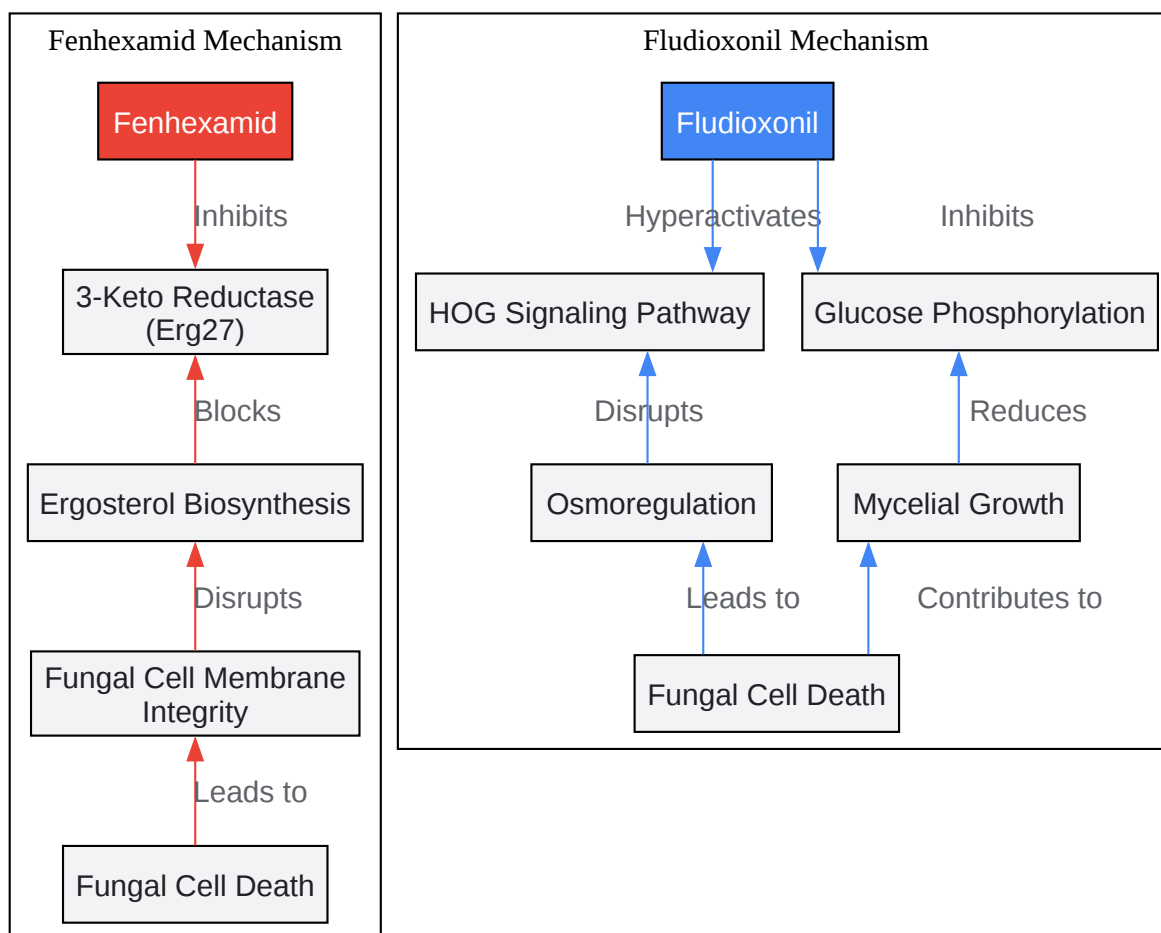 Fenhexamid Mechanism
Fenhexamid
Inhibits
3-Keto Reductase
(Erg27)
Blocks
Ergosterol Biosynthesis
Disrupts
Fungal Cell Membrane
Integrity
Leads to
Fungal Cell Death
Fludioxonil Mechanism
Fludioxonil
Hyperactivates
Inhibits
HOG Signaling Pathway
Glucose Phosphorylation
Disrupts
Reduces
Osmoregulation
Mycelial Growth
Leads to
Contributes to
Fungal Cell Death